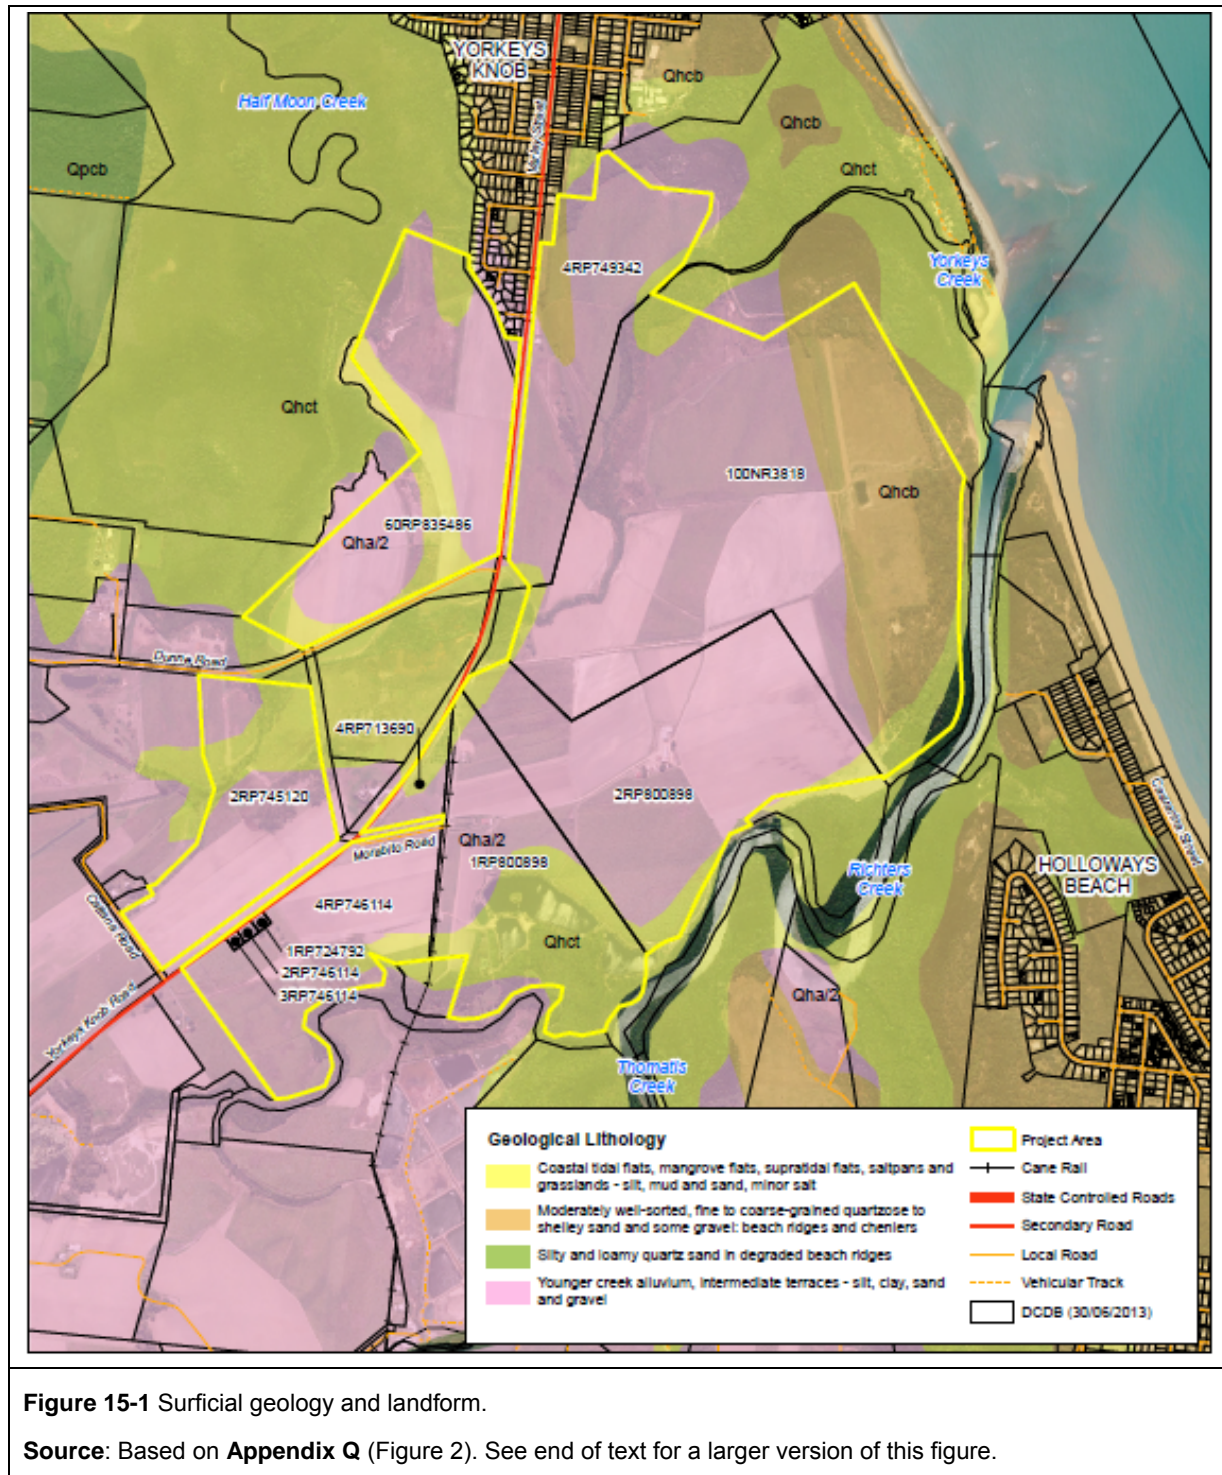 YORKEYS
KNOB
Half Moon Creek
Qhcb
Qhcb
Qpcb
Qhct
Varley Street
Yorkeys
Creek
4RP749342
Qhct
100NR3818
Qhcb
60RP835486
Qha/2
Dunne Road
4RP713690
2RP745120
2RP800898
Morabito Road
Qha/2
1RP800898
Casuarina Street
HOLLOWAYS
BEACH
Richters
Creek
4RP746114
Qhct
1RP724792
2RP746114
3RP746114
Qha/2
Yorkeys Knob Road
Thomatis
Creek
Geological Lithology
Coastal tidal flats, mangrove flats, supratidal flats, saltpans and
grasslands - silt, mud and sand, minor salt
Moderately well-sorted, fine to coarse-grained quartzose to
shelley sand and some gravel: beach ridges and cheniers
Silty and loamy quartz sand in degraded beach ridges
Younger creek alluvium, intermediate terraces - silt, clay, sand
and gravel
Project Area
Cane Rail
State Controlled Roads
Secondary Road
Local Road
Vehicular Track
DCDB (30/06/2013)
Figure 15-1 Surficial geology and landform.
Source: Based on Appendix Q (Figure 2). See end of text for a larger version of this figure.